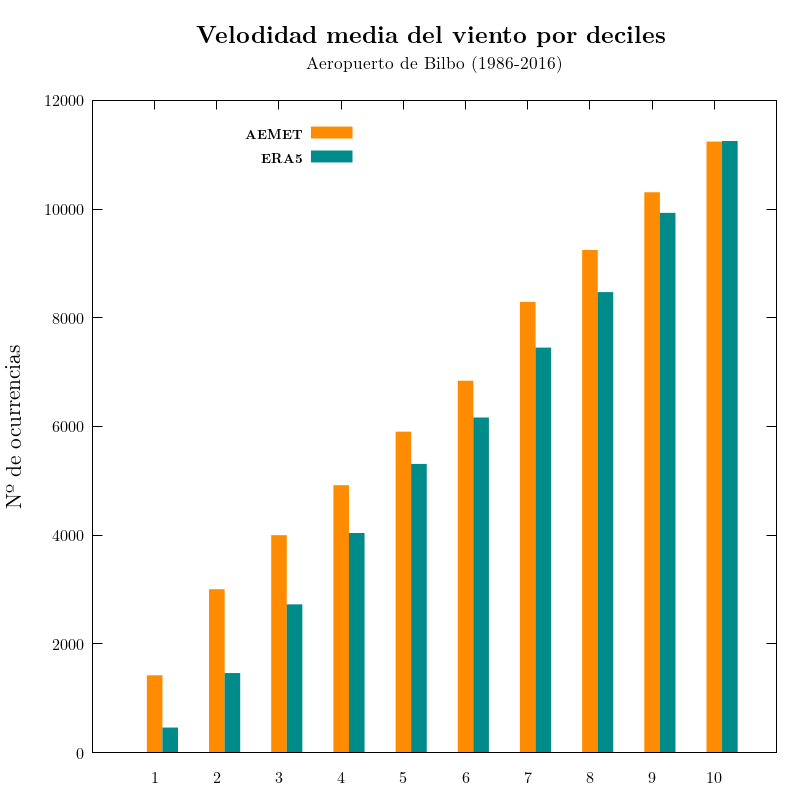 Velodidad media del viento por deciles
Aeropuerto de Bilbo (1986-2016)
12000
10000
8000
6000
4000
2000
0
Nº de ocurrencias
AEMET
ERA5
1 2 3 4 5 6 7 8 9 10